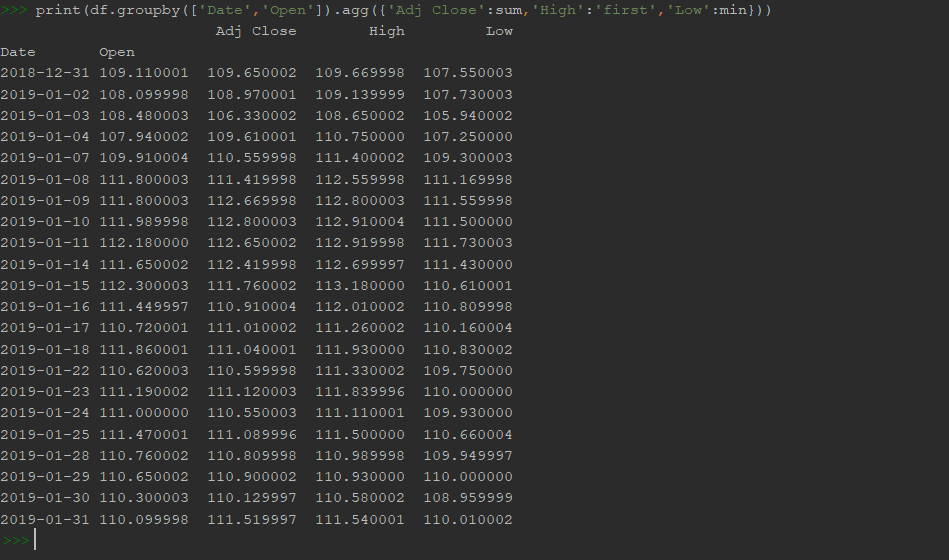 >>> print(df.groupby(['Date','Open']).agg({'Adj Close':sum,'High':'first','Low':min}))
Adj Close High Low
Date Open
2018-12-31 109.110001 109.650002 109.669998 107.550003
2019-01-02 108.099998 108.970001 109.139999 107.730003
2019-01-03 108.480003 106.330002 108.650002 105.940002
2019-01-04 107.940002 109.610001 110.750000 107.250000
2019-01-07 109.910004 110.559998 111.400002 109.300003
2019-01-08 111.800003 111.419998 112.559998 111.169998
2019-01-09 111.800003 112.669998 112.800003 111.559998
2019-01-10 111.989998 112.800003 112.910004 111.500000
2019-01-11 112.180000 112.650002 112.919998 111.730003
2019-01-14 111.650002 112.419998 112.699997 111.430000
2019-01-15 112.300003 111.760002 113.180000 110.610001
2019-01-16 111.449997 110.910004 112.010002 110.809998
2019-01-17 110.720001 111.010002 111.260002 110.160004
2019-01-18 111.860001 111.040001 111.930000 110.830002
2019-01-22 110.620003 110.599998 111.330002 109.750000
2019-01-23 111.190002 111.120003 111.839996 110.000000
2019-01-24 111.000000 110.550003 111.110001 109.930000
2019-01-25 111.470001 111.089996 111.500000 110.660004
2019-01-28 110.760002 110.809998 110.989998 109.949997
2019-01-29 110.650002 110.900002 110.930000 110.000000
2019-01-30 110.300003 110.129997 110.580002 108.959999
2019-01-31 110.099998 111.519997 111.540001 110.010002
>>>